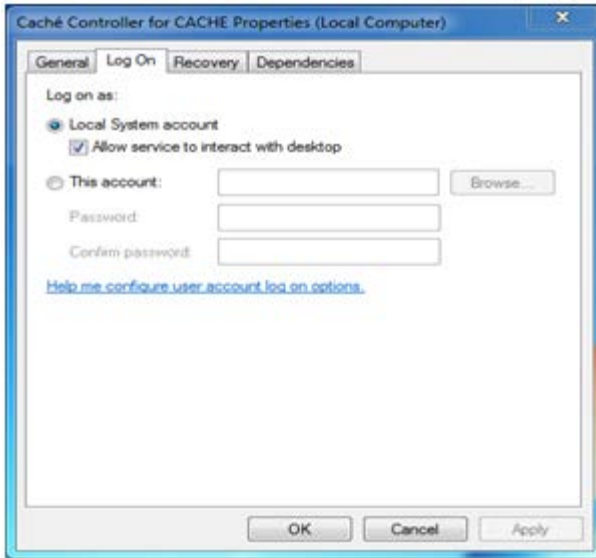 Caché Controller for CACHE Properties (Local Computer)
General Log On Recovery Dependencies
Log on as:
Local System account
Allow service to interact with desktop
This account:
Browse...
Password:
Confirm password:
Help me configure user account log on options.
OK Cancel Apply